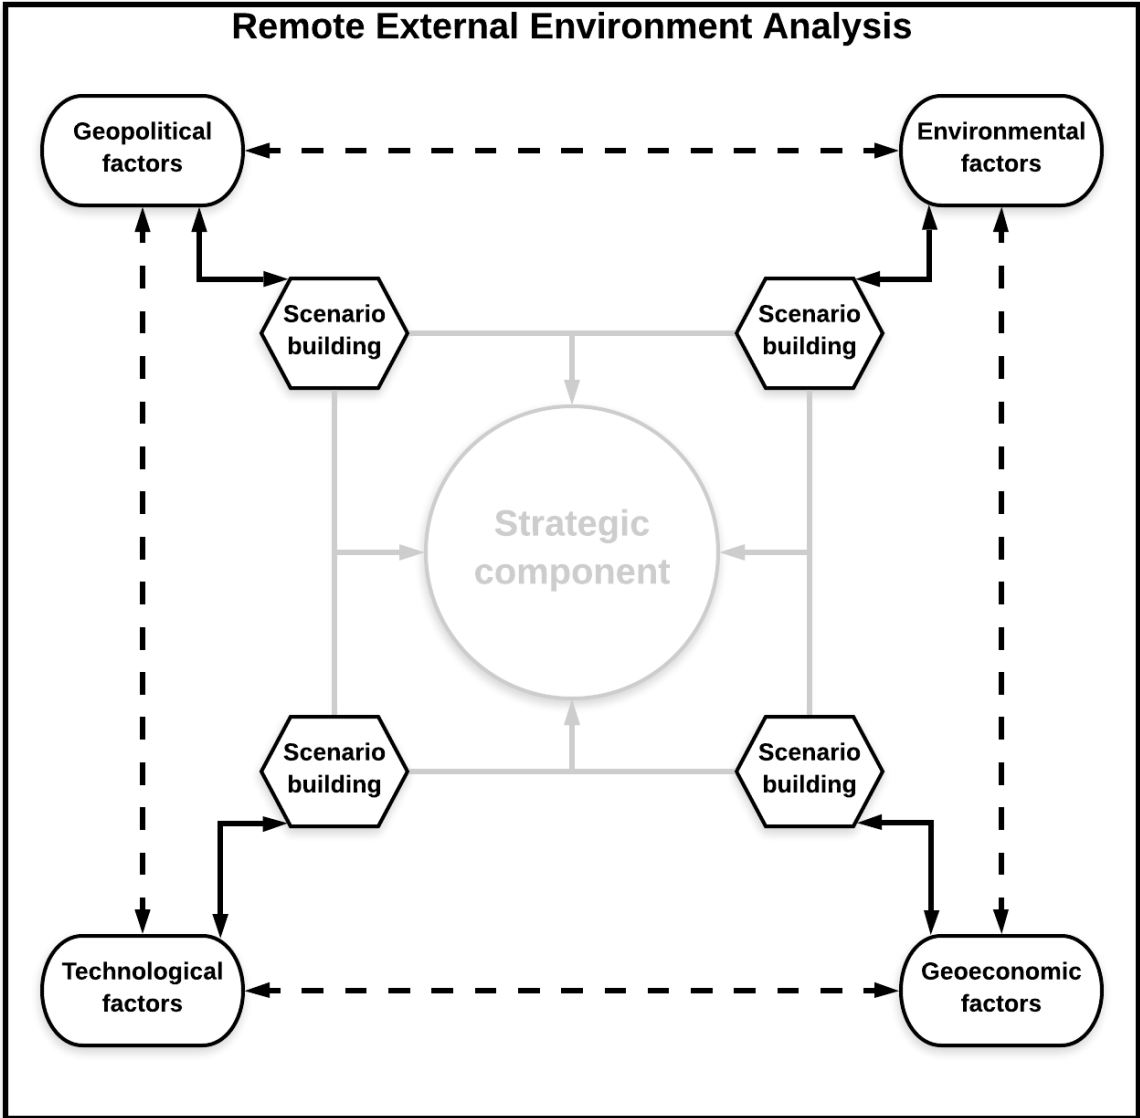 Remote External Environment Analysis
Geopolitical
factors
Environmental
factors
Scenario
building
Scenario
building
Strategic
component
Scenario
building
Scenario
building
Technological
factors
Geoeconomic
factors